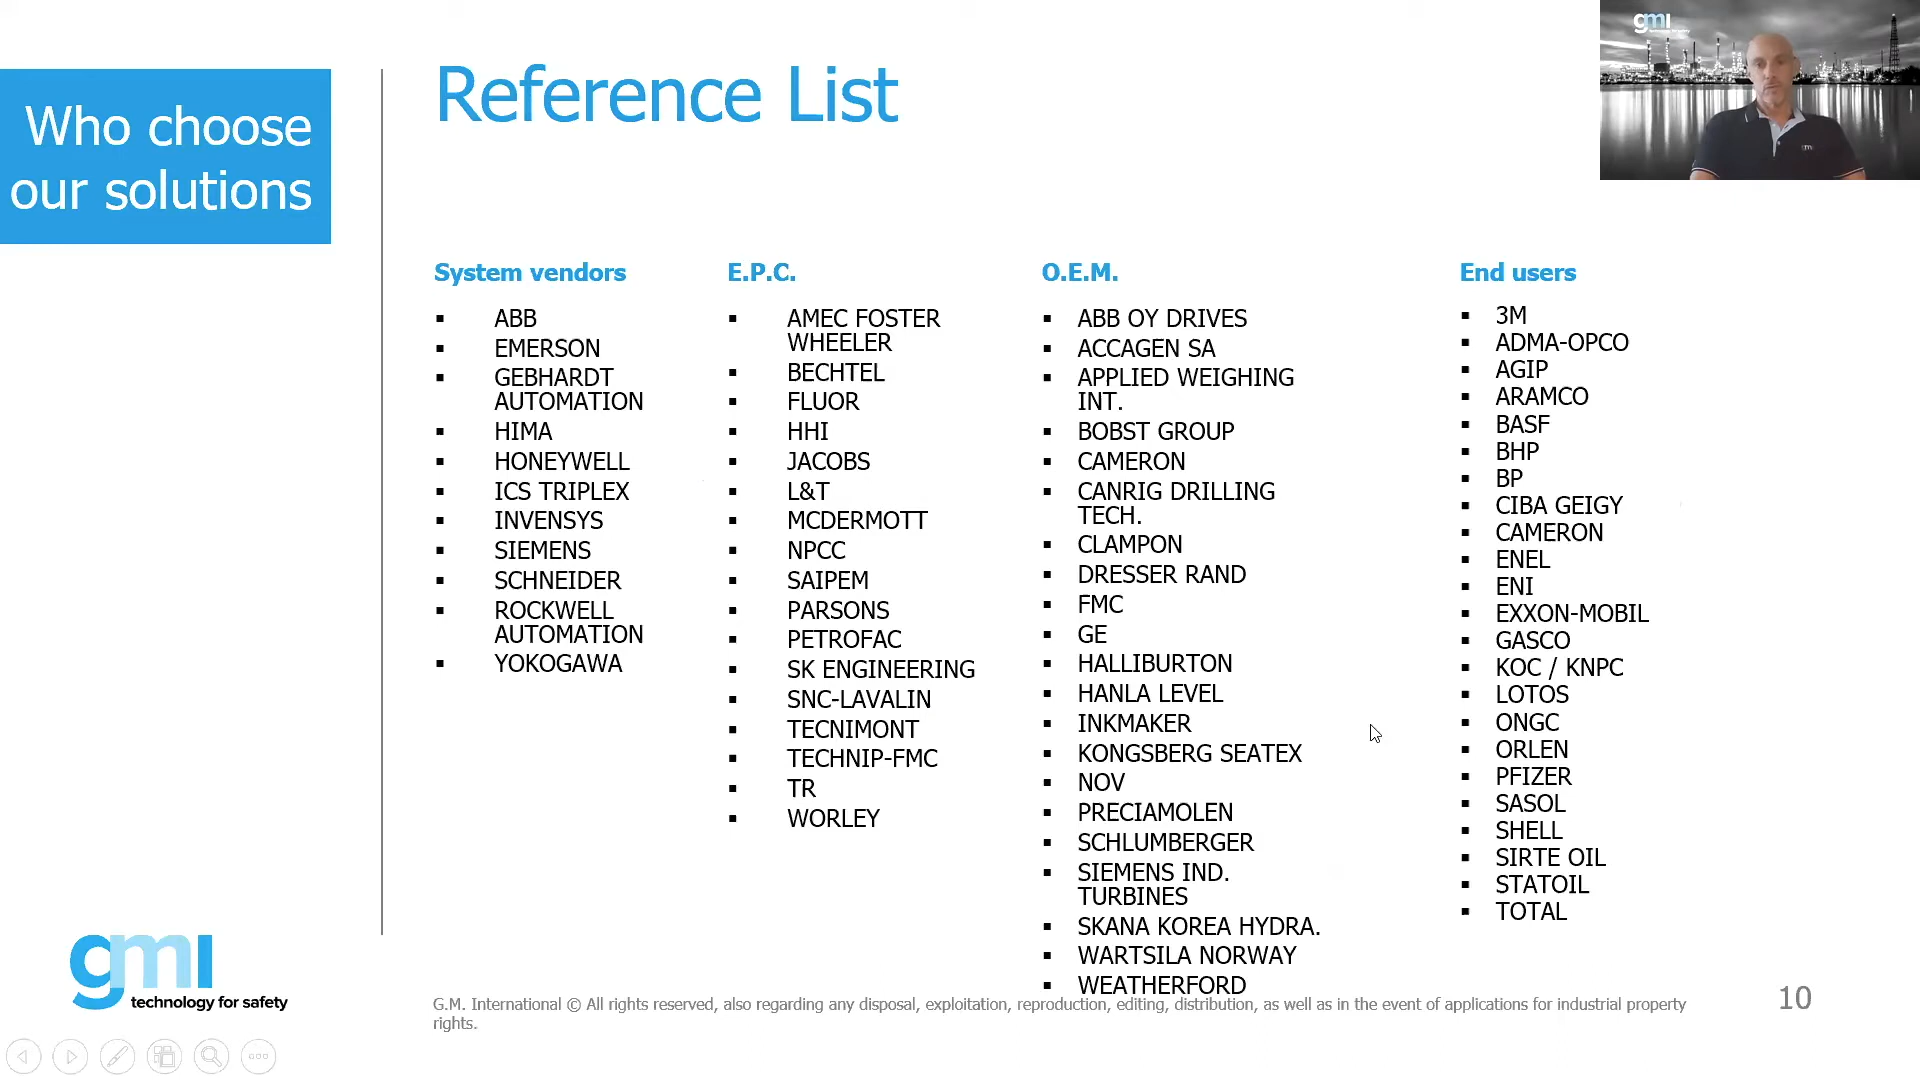 Who choose
our solutions
Reference List
System vendors
ABB
EMERSON
GEBHARDT
AUTOMATION
HIMA
HONEYWELL
ICS TRIPLEX
INVENSYS
SIEMENS
SCHNEIDER
ROCKWELL
AUTOMATION
YOKOGAWA
E.P.C.
AMEC FOSTER
WHEELER
BECHTEL
FLUOR
HHI
JACOBS
L&T
MCDERMOTT
NPCC
SAIPEM
PARSONS
PETROFAC
SK ENGINEERING
SNC-LAVALIN
TECNIMONT
TECHNIP-FMC
TR
WORLEY
O.E.M.
ABB OY DRIVES
ACCAGEN SA
APPLIED WEIGHING
INT.
BOBST GROUP
CAMERON
CANRIG DRILLING
TECH.
CLAMPON
DRESSER RAND
FMC
GE
HALLIBURTON
HANLA LEVEL
INKMAKER
KONGSBERG SEATEX
NOV
PRECIAMOLEN
SCHLUMBERGER
SIEMENS IND.
TURBINES
SKANA KOREA HYDRA.
WARTSILA NORWAY
WEATHERFORD
End users
3M
ADMA-OPCO
AGIP
ARAMCO
BASF
BHP
BP
CIBA GEIGY
CAMERON
ENEL
ENI
EXXON-MOBIL
GASCO
KOC / KNPC
LOTOS
ONGC
ORLEN
PFIZER
SASOL
SHELL
SIRTE OIL
STATOIL
TOTAL
gmi
gmi
technology for safety
G.M. International © All rights reserved, also regarding any disposal, exploitation, reproduction, editing, distribution, as well as in the event of applications for industrial property
rights.
10